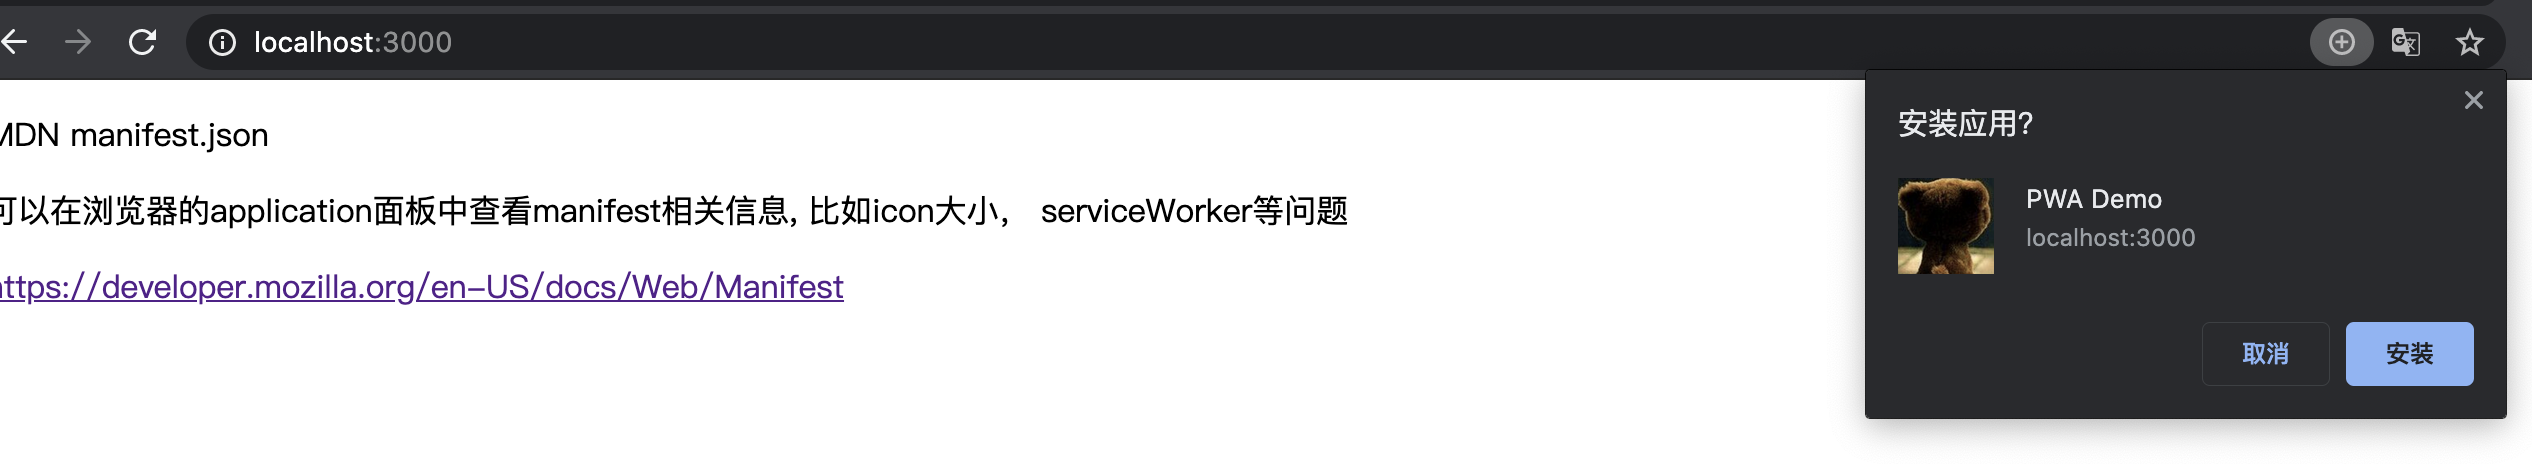 localhost:3000
MDN manifest.json
可以在浏览器的application面板中查看manifest相关信息, 比如icon大小， serviceWorker等问题
https://developer.mozilla.org/en-US/docs/Web/Manifest
安装应用?
PWA Demo
localhost:3000
取消
安装